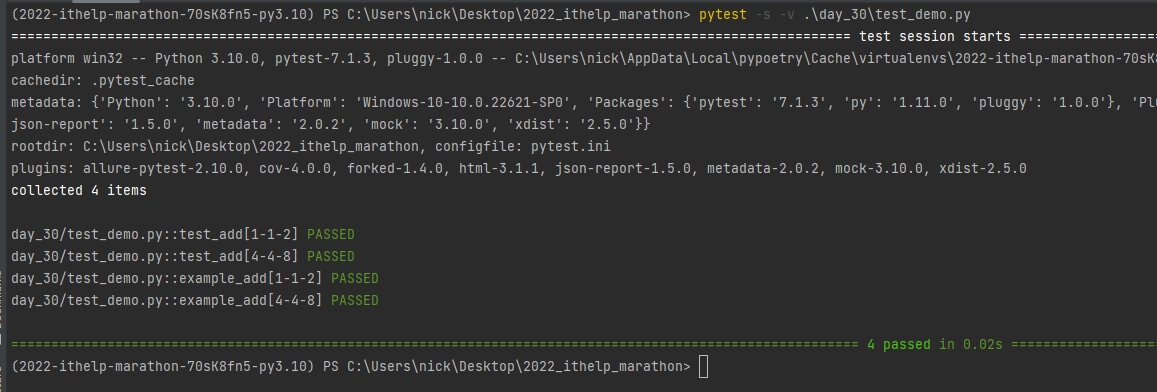 (2022-ithelp-marathon-70sK8fn5-py3.10) PS C:\Users\nick\Desktop\2022_ithelp_marathon> pytest -s -v .\day_30\test_demo.py
=========================================================================================================== test session starts ==================
platform win32 -- Python 3.10.0, pytest-7.1.3, pluggy-1.0.0 -- C:\Users\nick\AppData\Local\pypoetry\Cache\virtualenvs\2022-ithelp-marathon-70sK8
cachedir: .pytest_cache
metadata: {'Python': '3.10.0', 'Platform': 'Windows-10-10.0.22621-SP0', 'Packages': {'pytest': '7.1.3', 'py': '1.11.0', 'pluggy': '1.0.0'}, 'Pl
json-report': '1.5.0', 'metadata': '2.0.2', 'mock': '3.10.0', 'xdist': '2.5.0'}}
rootdir: C:\Users\nick\Desktop\2022_ithelp_marathon, configfile: pytest.ini
plugins: allure-pytest-2.10.0, cov-4.0.0, forked-1.4.0, html-3.1.1, json-report-1.5.0, metadata-2.0.2, mock-3.10.0, xdist-2.5.0
collected 4 items
day_30/test_demo.py::test_add[1-1-2] PASSED
day_30/test_demo.py::test_add[4-4-8] PASSED
day_30/test_demo.py::example_add[1-1-2] PASSED
day_30/test_demo.py::example_add[4-4-8] PASSED
============================================================================================================ 4 passed in 0.02s ===================
(2022-ithelp-marathon-70sK8fn5-py3.10) PS C:\Users\nick\Desktop\2022_ithelp_marathon>